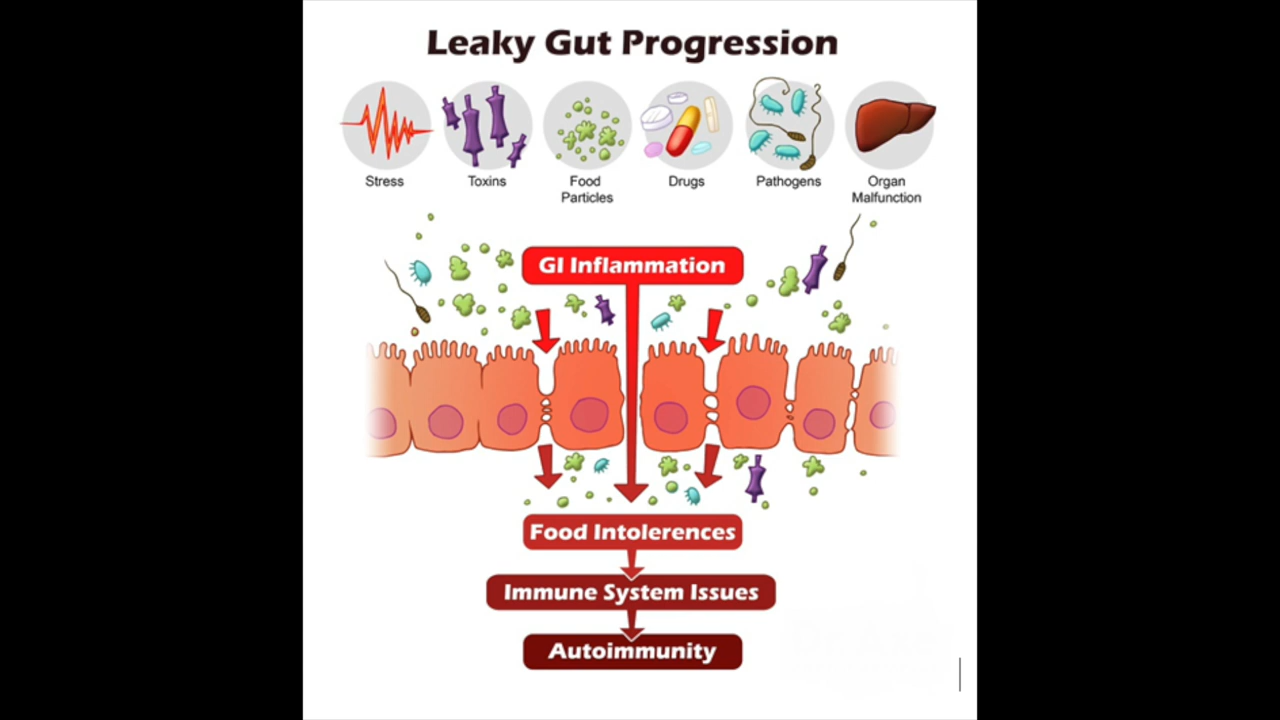 Leaky Gut Progression
Stress
Toxins
Food
Particles
Drugs
Pathogens
Organ
Malfunction
GI Inflammation
Food Intolerences
Immune System Issues
Autoimmunity